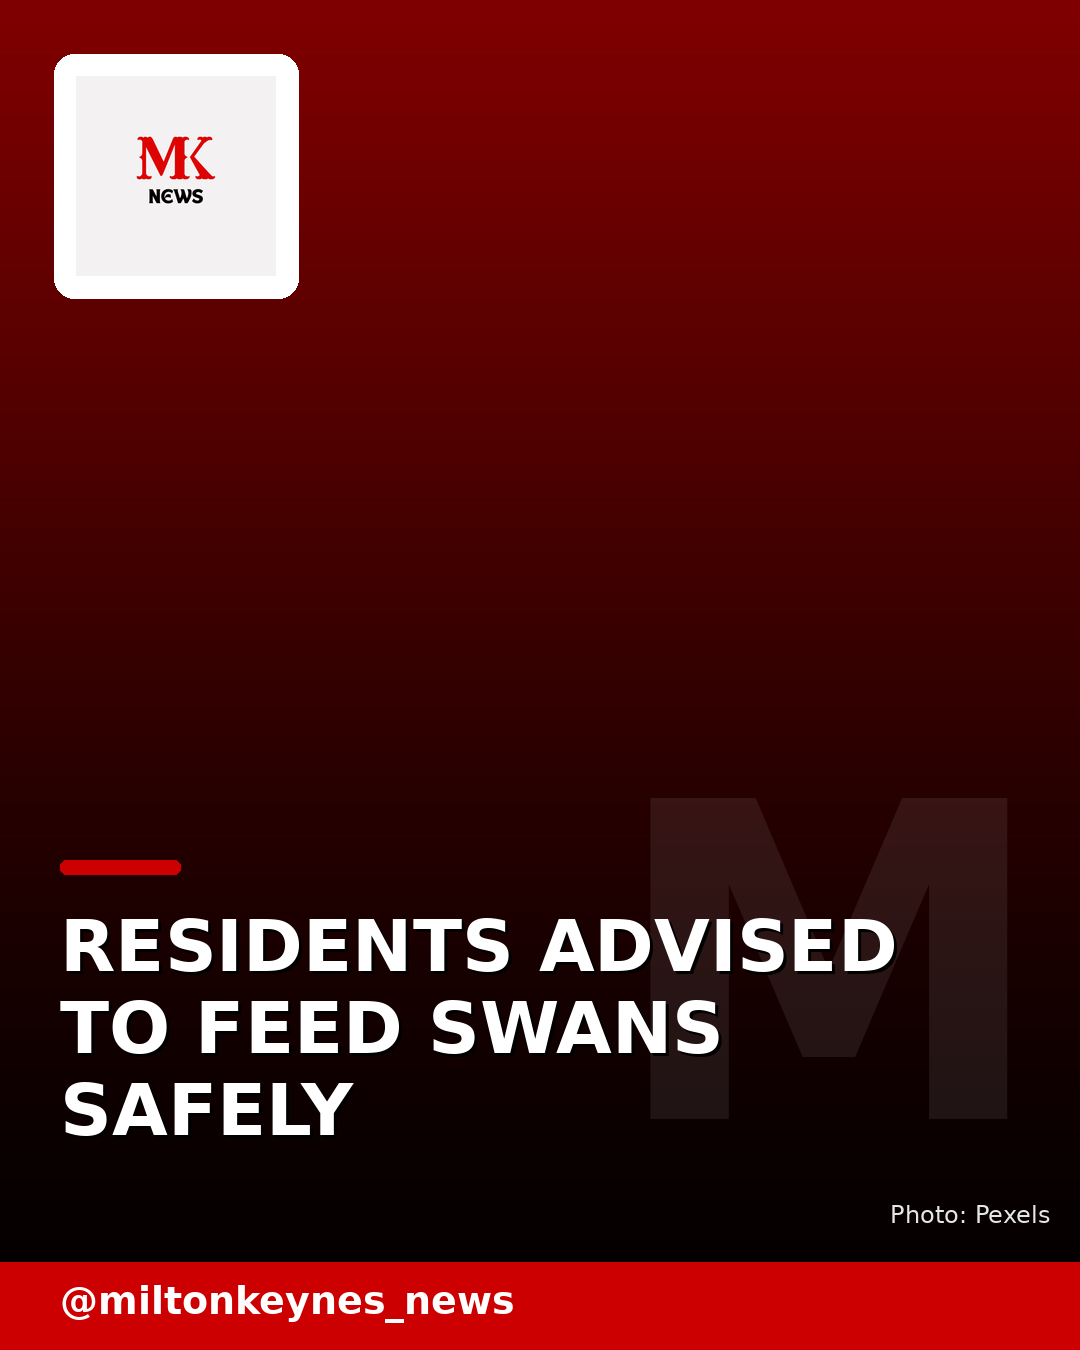 MK
NEWS
M
RESIDENTS ADVISED
TO FEED SWANS
SAFELY
Photo: Pexels
@miltonkeynes_news